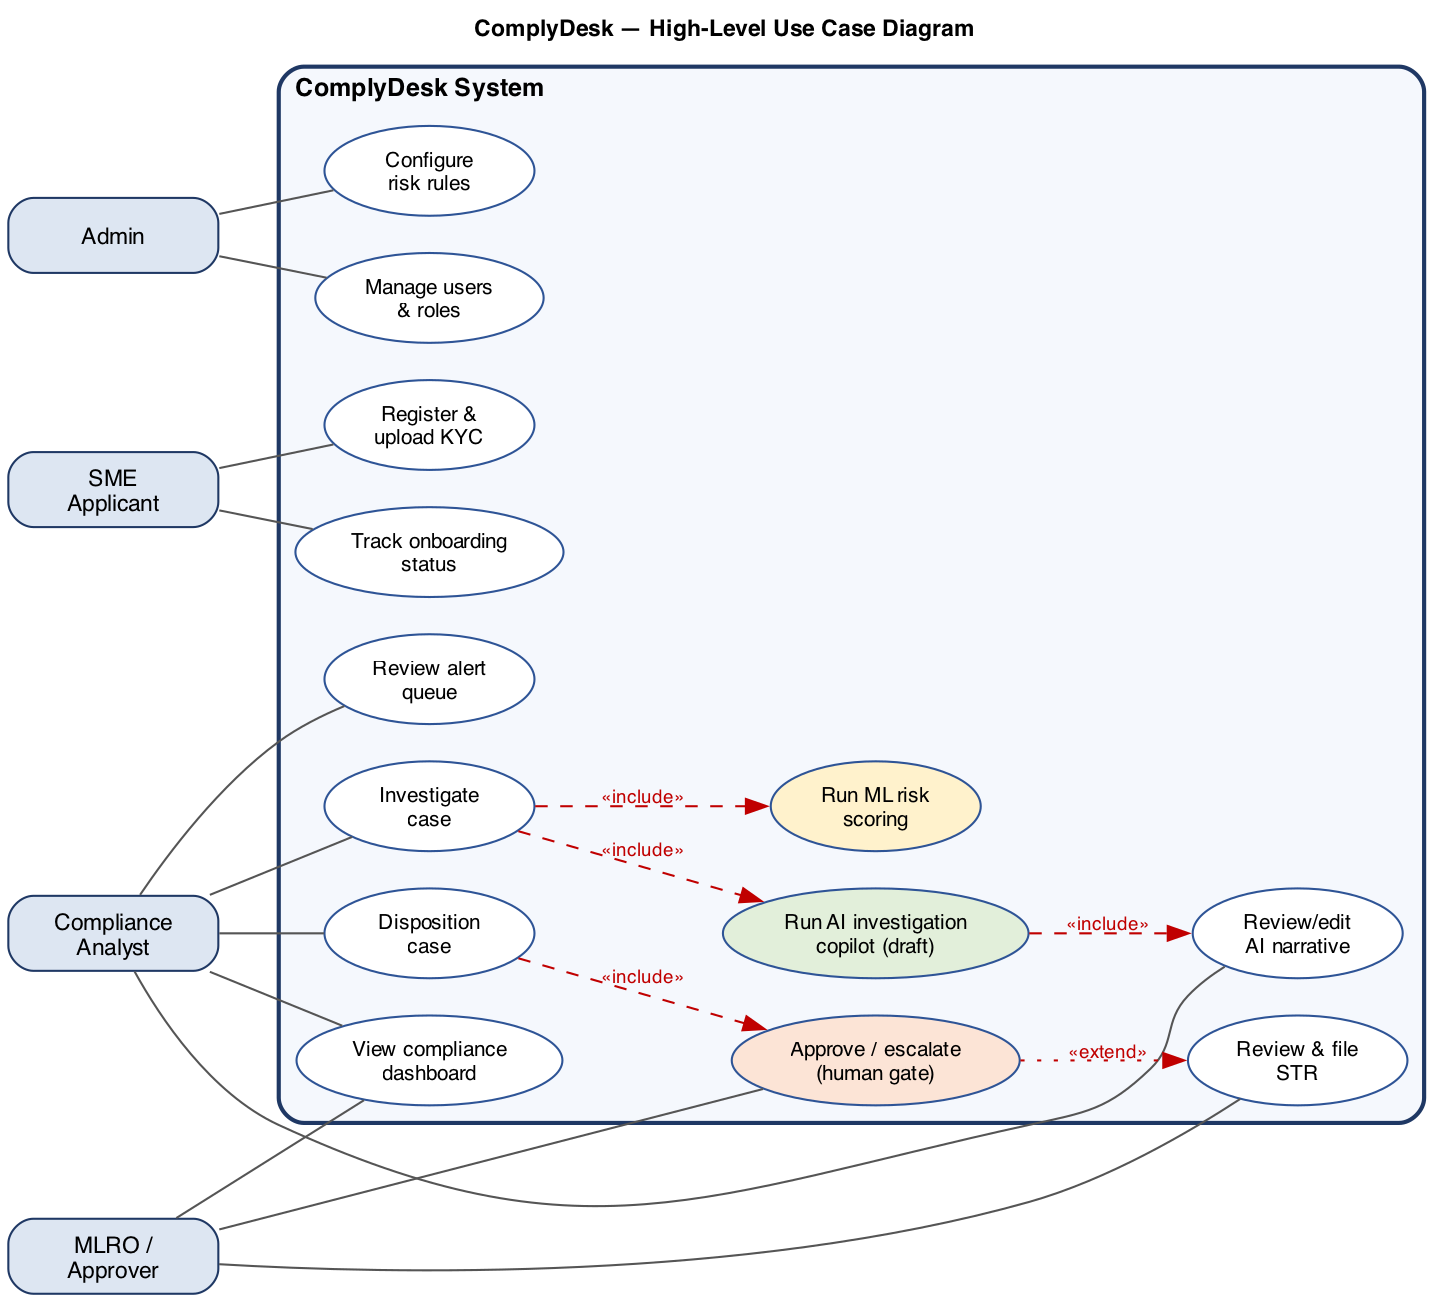 ComplyDesk — High-Level Use Case Diagram
ComplyDesk System
Configure
risk rules
Admin
Manage users
& roles
Register &
upload KYC
SME
Applicant
Track onboarding
status
Review alert
queue
Investigate
case
«include»
Run ML risk
scoring
«include»
Compliance
Analyst
Disposition
case
Run AI investigation
copilot (draft)
«include»
Review/edit
AI narrative
«include»
View compliance
dashboard
Approve / escalate
(human gate)
«extend»
Review & file
STR
MLRO /
Approver